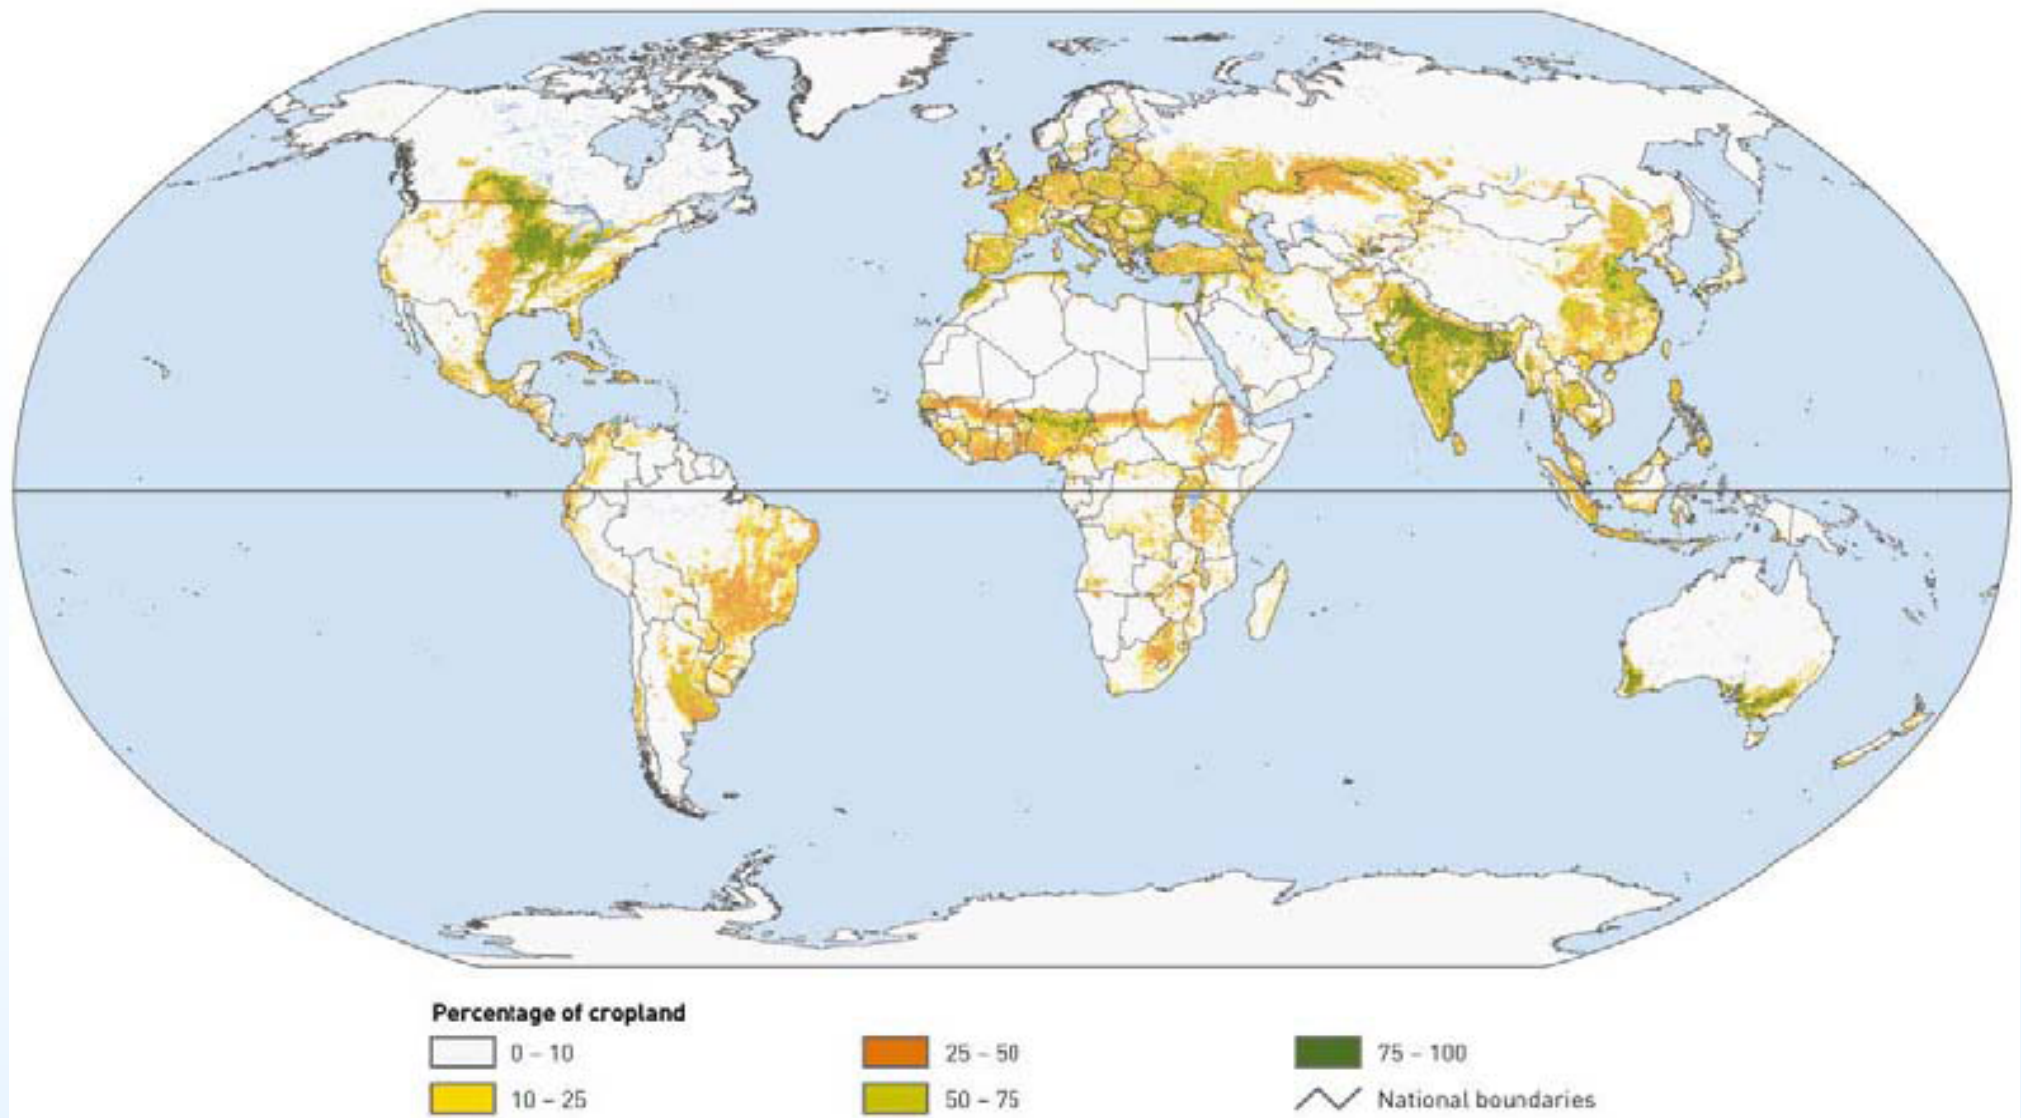 Percentage of cropland
0 – 10
25 – 50
75 – 100
10 – 25
50 – 75
National boundaries